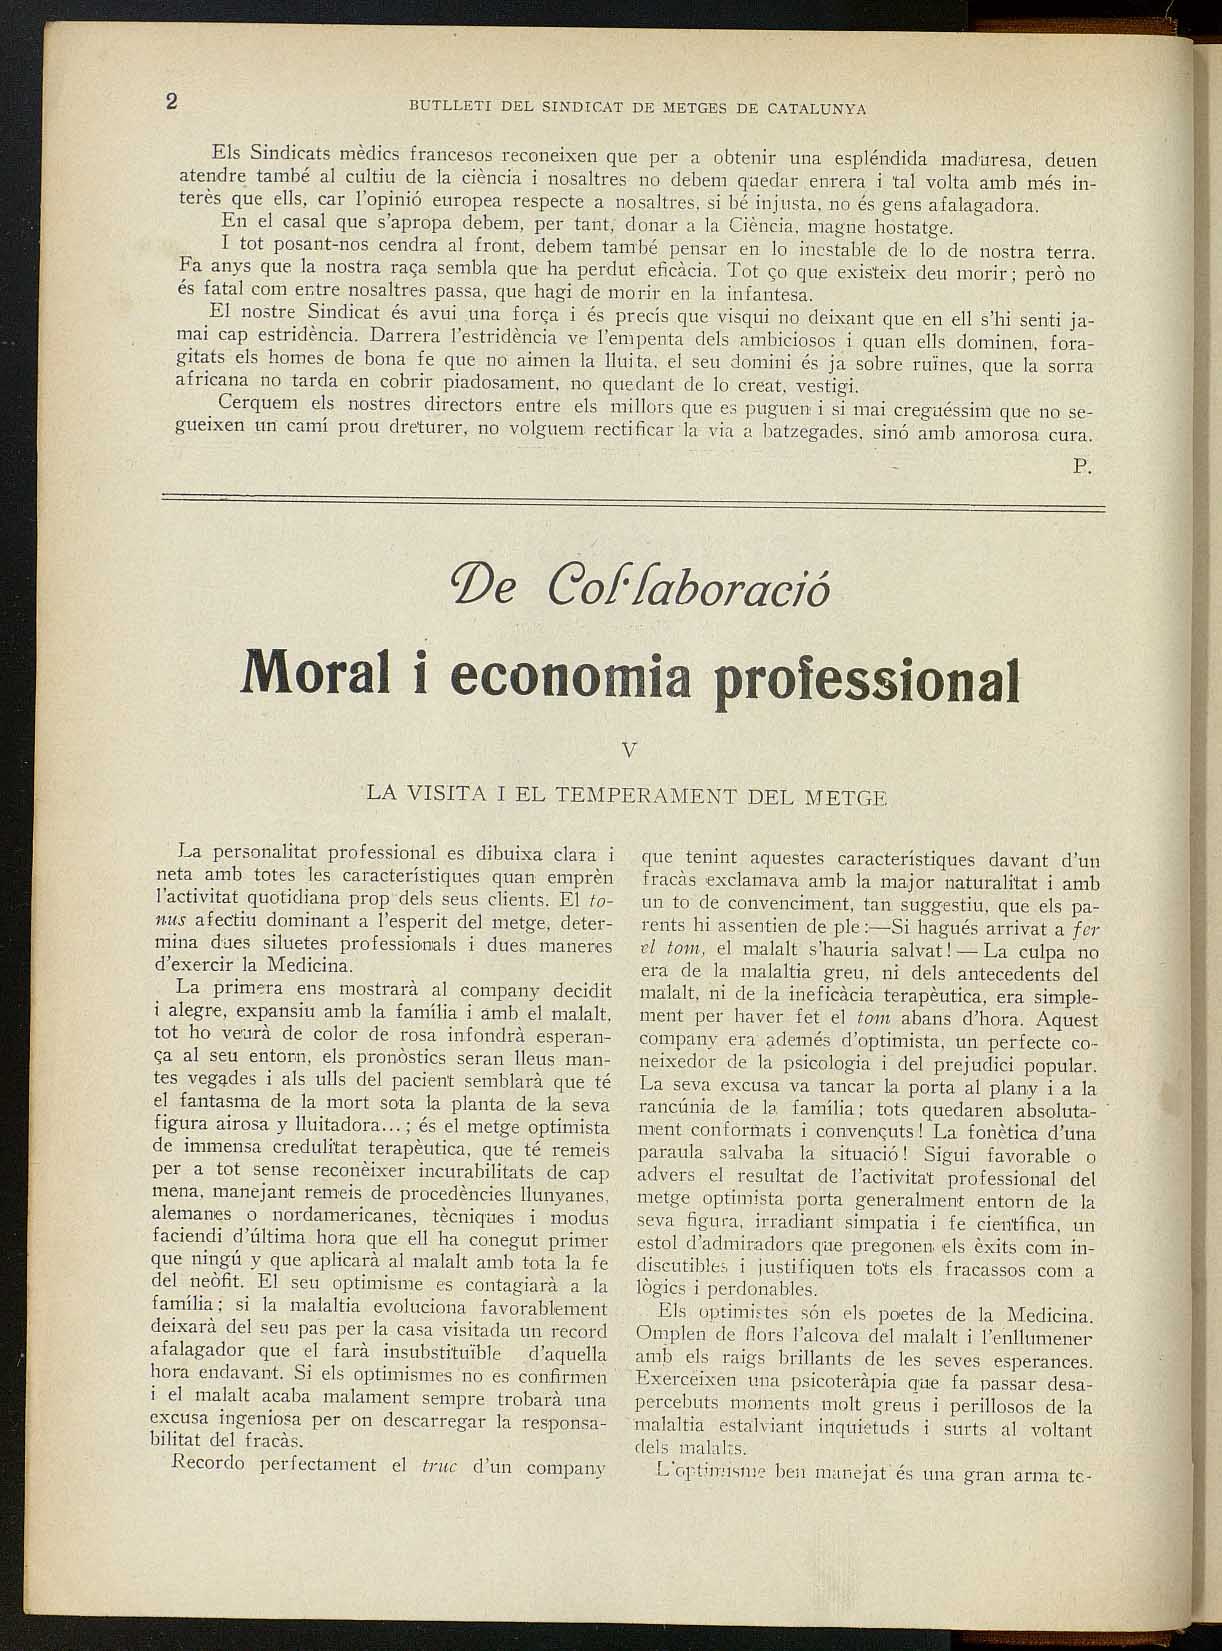 2
BUTLLETI DEL SINDICAT DE METGES DE CATALUNYA
Els Sindicats mèdics francesos reconeixen que per a obtenir una espléndida maduresa, deuen
atendre també al cultiu de la ciència i nosaltres no debem quedar enrera i tal volta amb més in-
terès que ells, car l'opinió europea respecte a nosaltres, si bé injusta, no és gens afalagadora.
En el casal que s'apropa debem, per tant, donar a la Ciència, magne hostatge.
I tot posant-nos cendra al front, debem també pensar en lo inestable de lo de nostra terra.
Fa anys que la nostra raça sembla que ha perdut eficàcia. Tot ço que existeix deu morir; però no
és fatal com entre nosaltres passa, que hagi de morir en la infantesa.
El nostre Sindicat és avui una força i és precís que visqui no deixant que en ell s'hi senti ja-
mai cap estridència. Darrera l'estridència ve l'empenta dels ambiciosos i quan ells dominen, fora-
gitats els homes de bona fe que no aimen la lluita, el seu domini és ja sobre ruïnes, que la sorra
africana no tarda en cobrir piadosament, no quedant de lo creat, vestigi.
Cerquem els nostres directors entre els millors que es puguen i si mai creguéssim que no se-
gueixen un camí prou dreturer, no volguem rectificar la via a batzegades, sinó amb amorosa cura.
P.
De Col·laboració
Moral i economia professional
V
LA VISITA I EL TEMPERAMENT DEL METGE
La personalitat professional es dibuixa clara i
neta amb totes les característiques quan emprèn
l'activitat quotidiana prop dels seus clients. El to-
nus afectiu dominant a l'esperit del metge, deter-
mina dues siluetes professionals i dues maneres
d'exercir la Medicina.
La primera ens mostrarà al company decidit
i alegre, expansiu amb la família i amb el malalt,
tot ho veurà de color de rosa infondrà esperan-
ça al seu entorn, els pronòstics seran lleus man-
tes vegades i als ulls del pacient semblarà que té
el fantasma de la mort sota la planta de la seva
figura airosa y lluitadora...; és el metge optimista
de immensa credulitat terapèutica, que té remeis
per a tot sense reconèixer incurabilitats de cap
mena, manejant remeis de procedències llunyanes,
alemanes o nordamericanes, tècniques i modus
faciendi d'última hora que ell ha conegut primer
que ningú y que aplicarà al malalt amb tota la fe
del neòfit. El seu optimisme es contagiarà a la
família; si la malaltia evoluciona favorablement
deixarà del seu pas per la casa visitada un record
afalagador que el farà insubstituïble d'aquella
hora endavant. Si els optimismes no es confirmen
i el malalt acaba malament sempre trobarà una
excusa ingeniosa per on descarregar la responsa-
bilitat del fracàs.
Recordo perfectament el truc d'un company
que tenint aquestes característiques davant d'un
fracàs exclamava amb la major naturalitat i amb
un to de convenciment, tan suggestiu, que els pa-
rents hi assentien de ple:—Si hagués arrivat a fer
el tom, el malalt s'hauria salvat! — La culpa no
era de la malaltia greu, ni dels antecedents del
malalt, ni de la ineficàcia terapèutica, era simple-
ment per haver fet el tom abans d'hora. Aquest
company era además d'optimista, un perfecte co-
neixedor de la psicologia i del prejudici popular.
La seva excusa va tancar la porta al plany i a la
rancúnia de la família; tots quedaren absoluta-
ment conformats i convençuts! La fonètica d'una
paraula salvaba la situació! Sigui favorable o
advers el resultat de l'activitat professional del
metge optimista porta generalment entorn de la
seva figura, irradiant simpatia i fe científica, un
estol d'admiradors que pregonen els èxits com in-
discutibles i justifiquen tots els fracassos com a
lògics i perdonables.
Els optimistes són els poetes de la Medicina.
Omplen de flors l'alcova del malalt i l'enllumener
amb els raigs brillants de les seves esperances.
Exerceixen una psicoteràpia que fa passar desa-
percebuts moments molt greus i perillosos de la
malaltia estalviant inquietuds i surts al voltant
dels malalts.
L'optimisme ben manejat és una gran arma te-